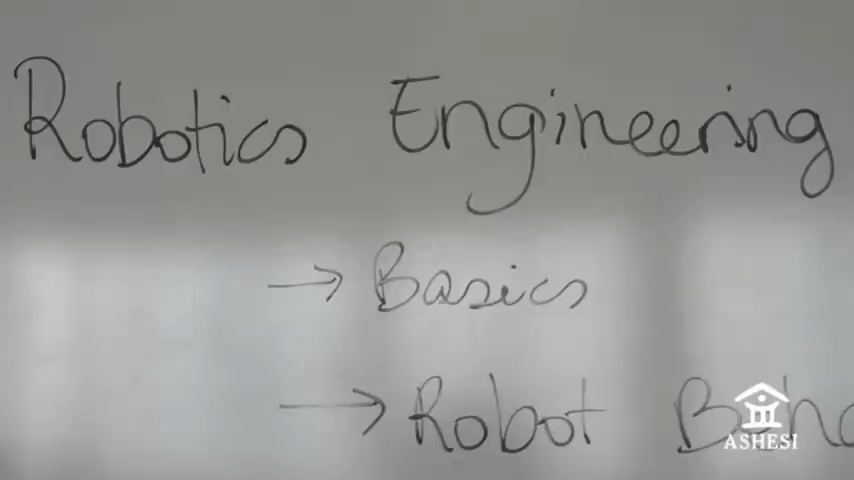 Robotics Engineering
→ Basics
→ Robot
ASHESI